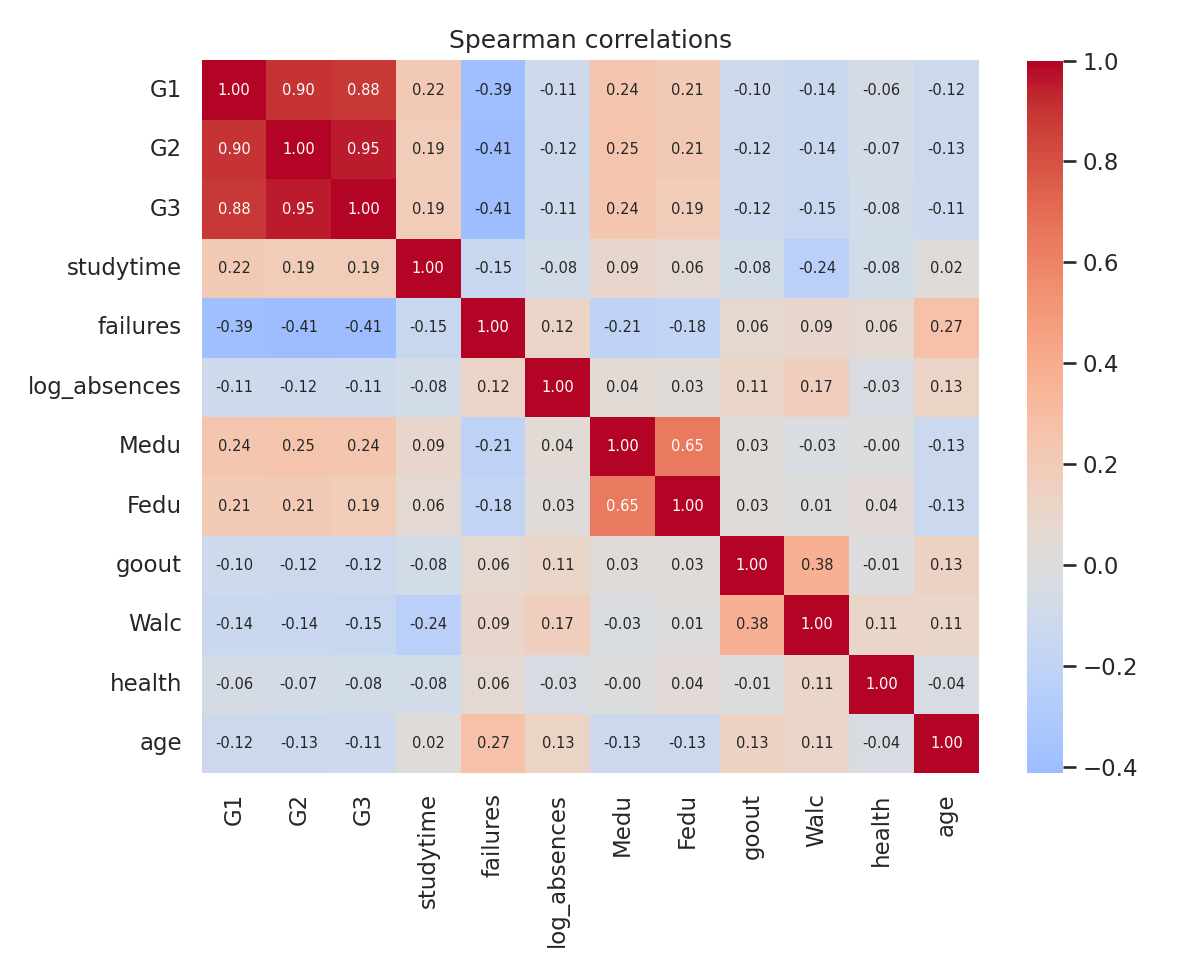 Spearman correlations
G1 1.00 0.90 0.88 0.22 -0.39 -0.11 0.24 0.21 -0.10 -0.14 -0.06 -0.12
G2 0.90 1.00 0.95 0.19 -0.41 -0.12 0.25 0.21 -0.12 -0.14 -0.07 -0.13
G3 0.88 0.95 1.00 0.19 -0.41 -0.11 0.24 0.19 -0.12 -0.15 -0.08 -0.11
studytime 0.22 0.19 0.19 1.00 -0.15 -0.08 0.09 0.06 -0.08 -0.24 -0.08 0.02
failures -0.39 -0.41 -0.41 -0.15 1.00 0.12 -0.21 -0.18 0.06 0.09 0.06 0.27
log_absences -0.11 -0.12 -0.11 -0.08 0.12 1.00 0.04 0.03 0.11 0.17 -0.03 0.13
Medu 0.24 0.25 0.24 0.09 -0.21 0.04 1.00 0.65 0.03 -0.03 -0.00 -0.13
Fedu 0.21 0.21 0.19 0.06 -0.18 0.03 0.65 1.00 0.03 0.01 0.04 -0.13
goout -0.10 -0.12 -0.12 -0.08 0.06 0.11 0.03 0.03 1.00 0.38 -0.01 0.13
Walc -0.14 -0.14 -0.15 -0.24 0.09 0.17 -0.03 0.01 0.38 1.00 0.11 0.11
health -0.06 -0.07 -0.08 -0.08 0.06 -0.03 -0.00 0.04 -0.01 0.11 1.00 -0.04
age -0.12 -0.13 -0.11 0.02 0.27 0.13 -0.13 -0.13 0.13 0.11 -0.04 1.00
G1 G2 G3 studytime failures log_absences Medu Fedu goout Walc health age
1.0
0.8
0.6
0.4
0.2
0.0
−0.2
−0.4